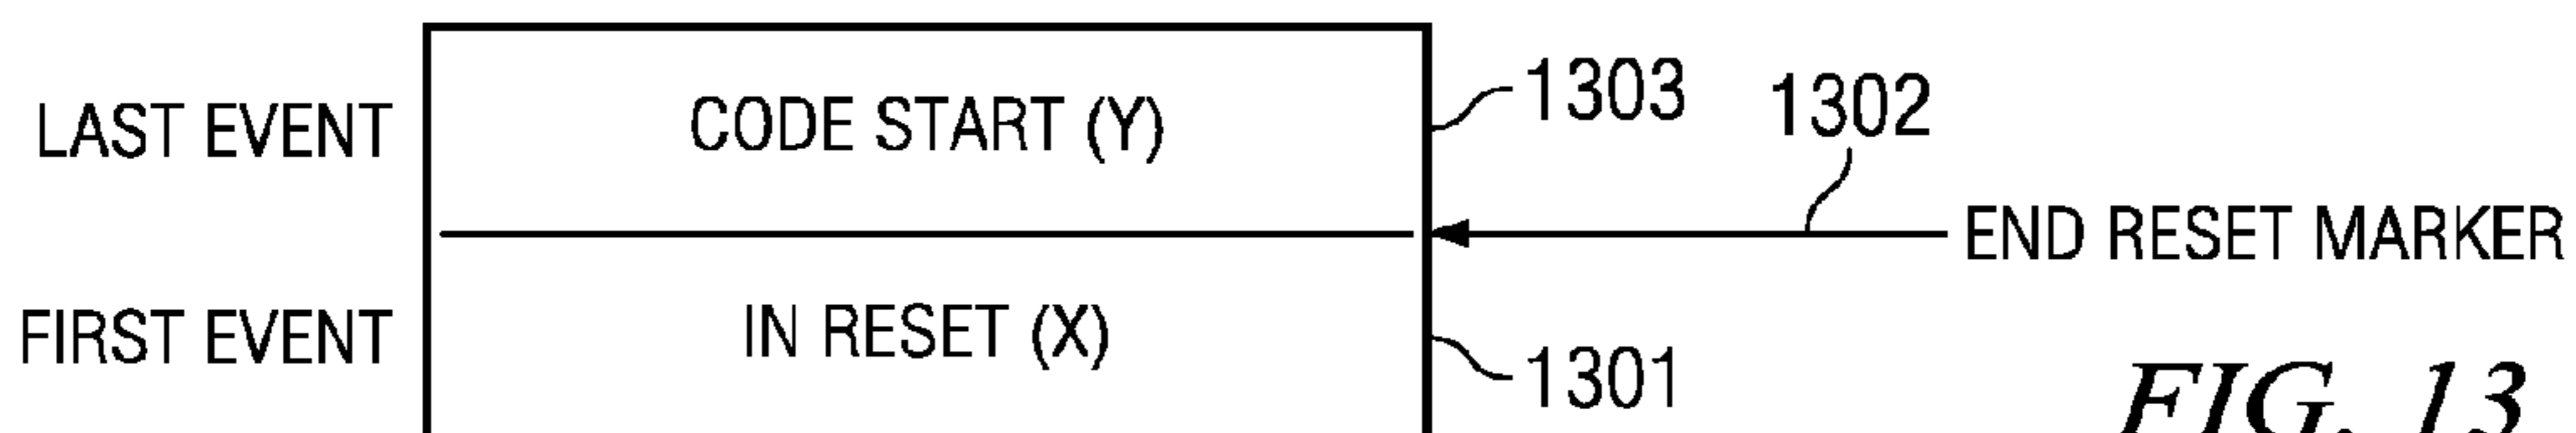 LAST EVENT CODE START (Y) 1303 1302
END RESET MARKER
FIRST EVENT IN RESET (X) 1301
FIG. 13